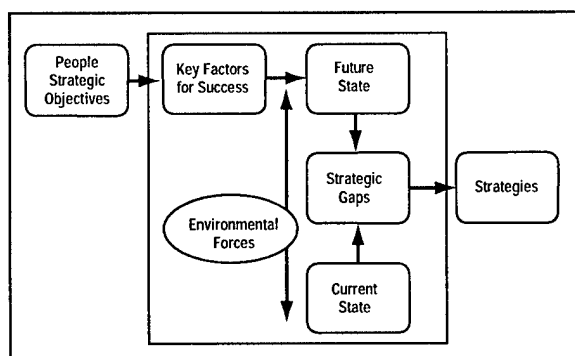 People
Strategic
Objectives
Key Factors
for Success
Future
State
Strategic
Gaps
Strategies
Environmental
Forces
Current
State